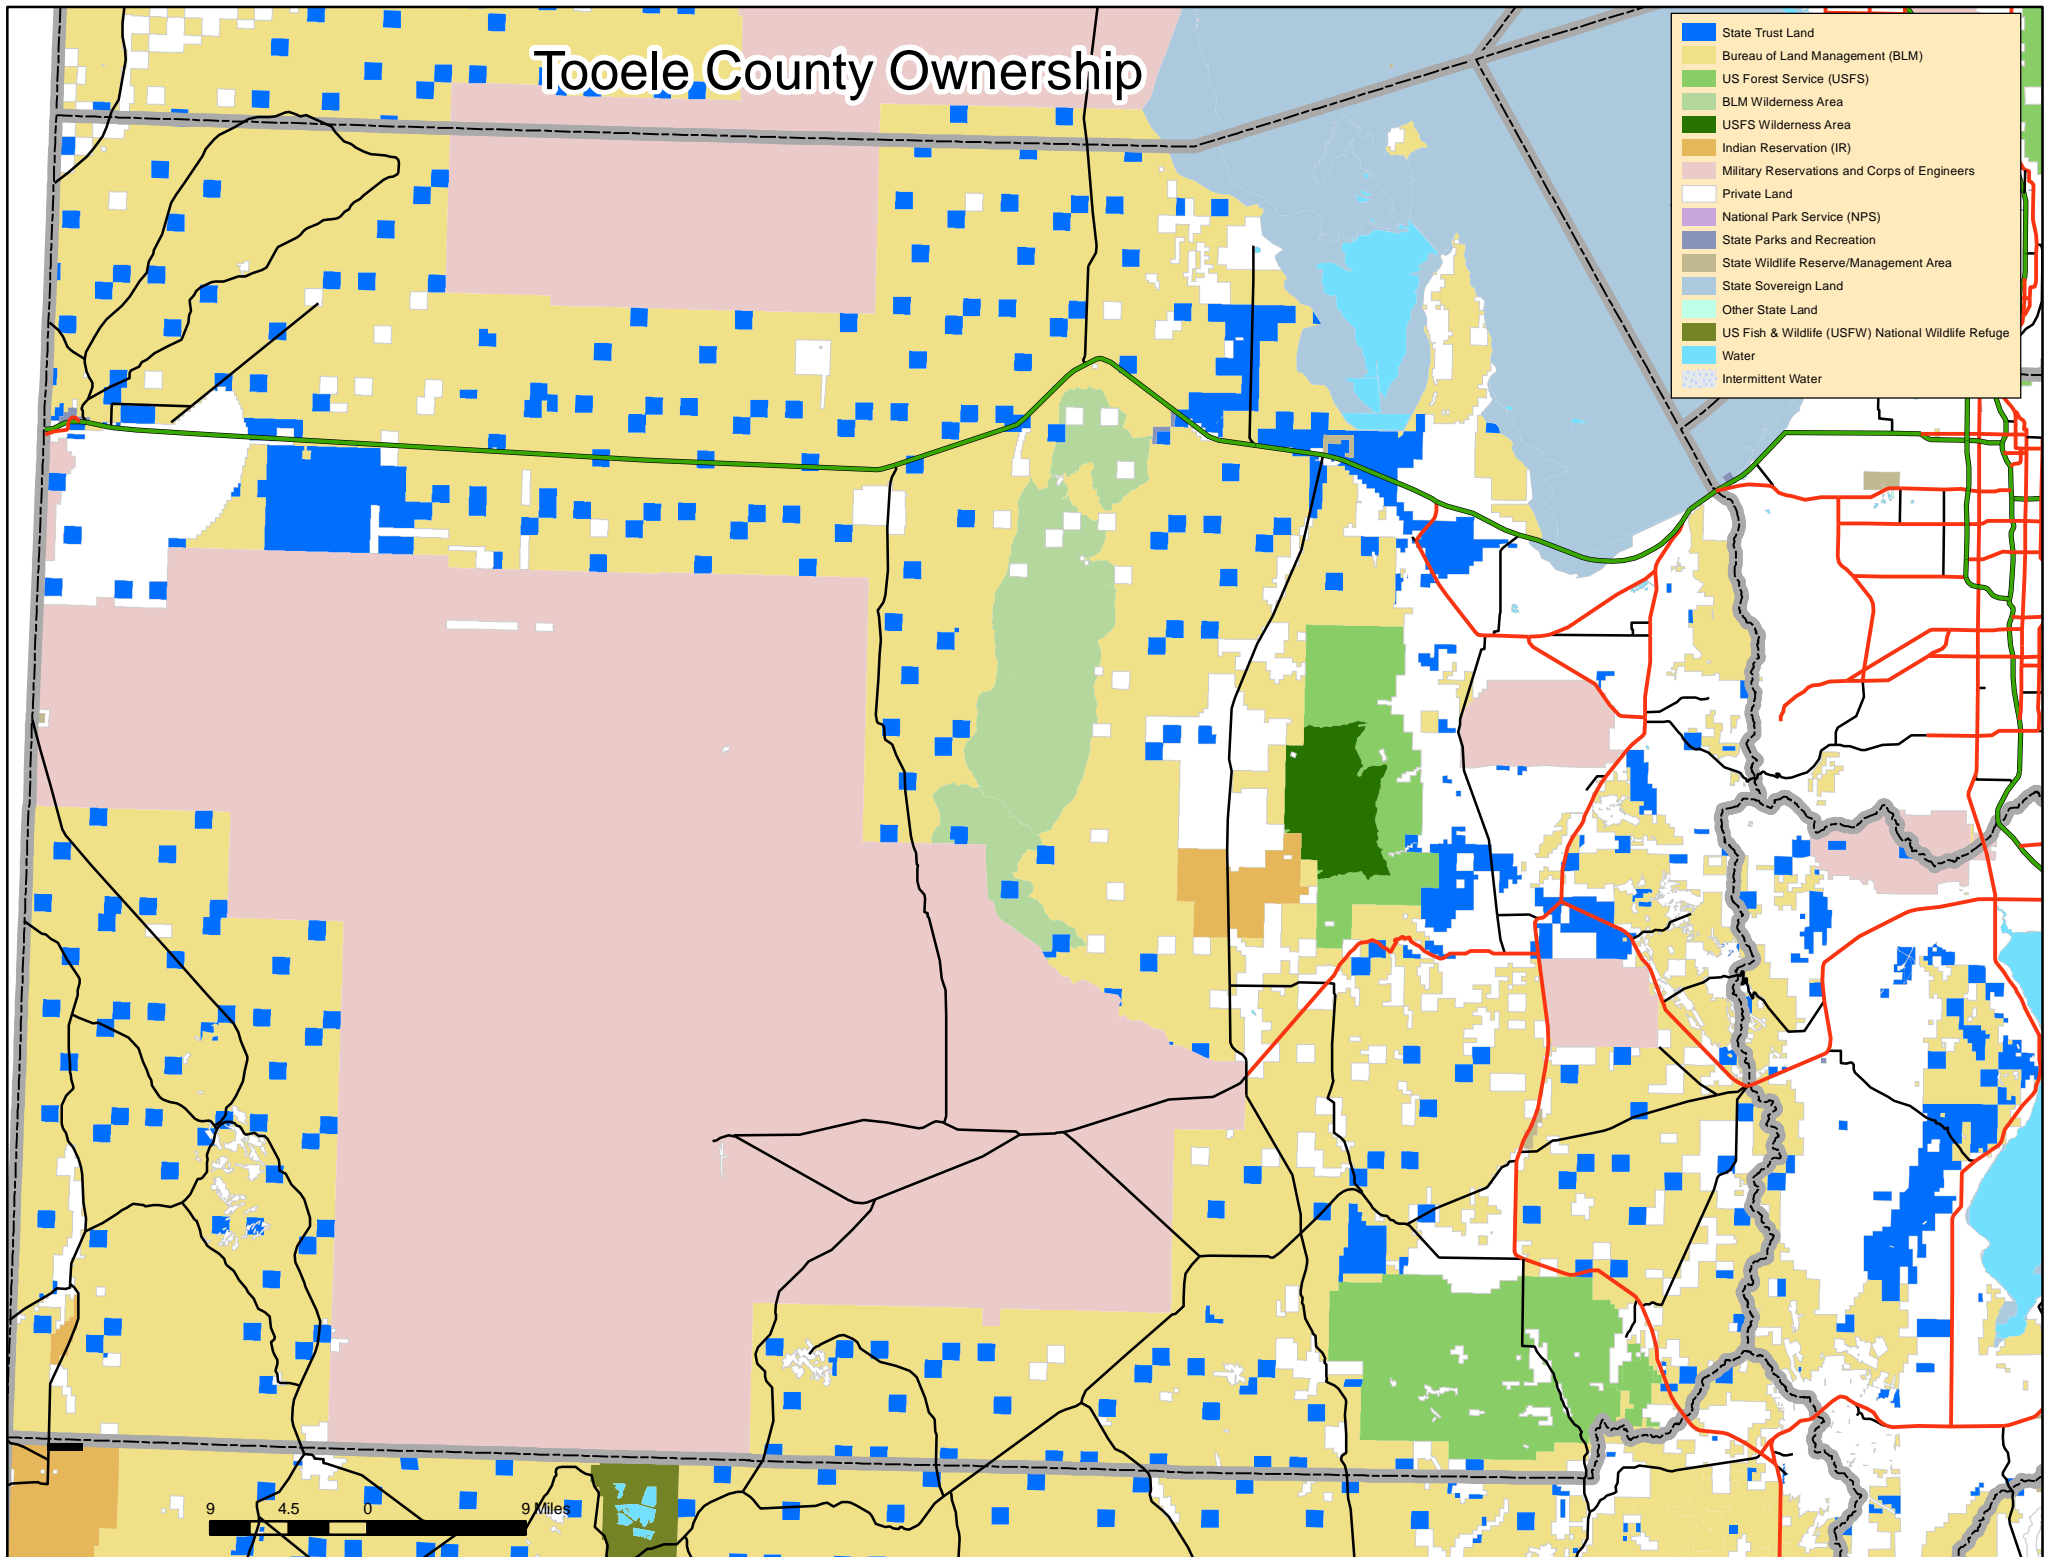 Tooele County Ownership
State Trust Land
Bureau of Land Management (BLM)
US Forest Service (USFS)
BLM Wilderness Area
USFS Wilderness Area
Indian Reservation (IR)
Military Reservations and Corps of Engineers
Private Land
National Park Service (NPS)
State Parks and Recreation
State Wildlife Reserve/Management Area
State Sovereign Land
Other State Land
US Fish & Wildlife (USFW) National Wildlife Refuge
Water
Intermittent Water
9 4.5 0 9 Miles